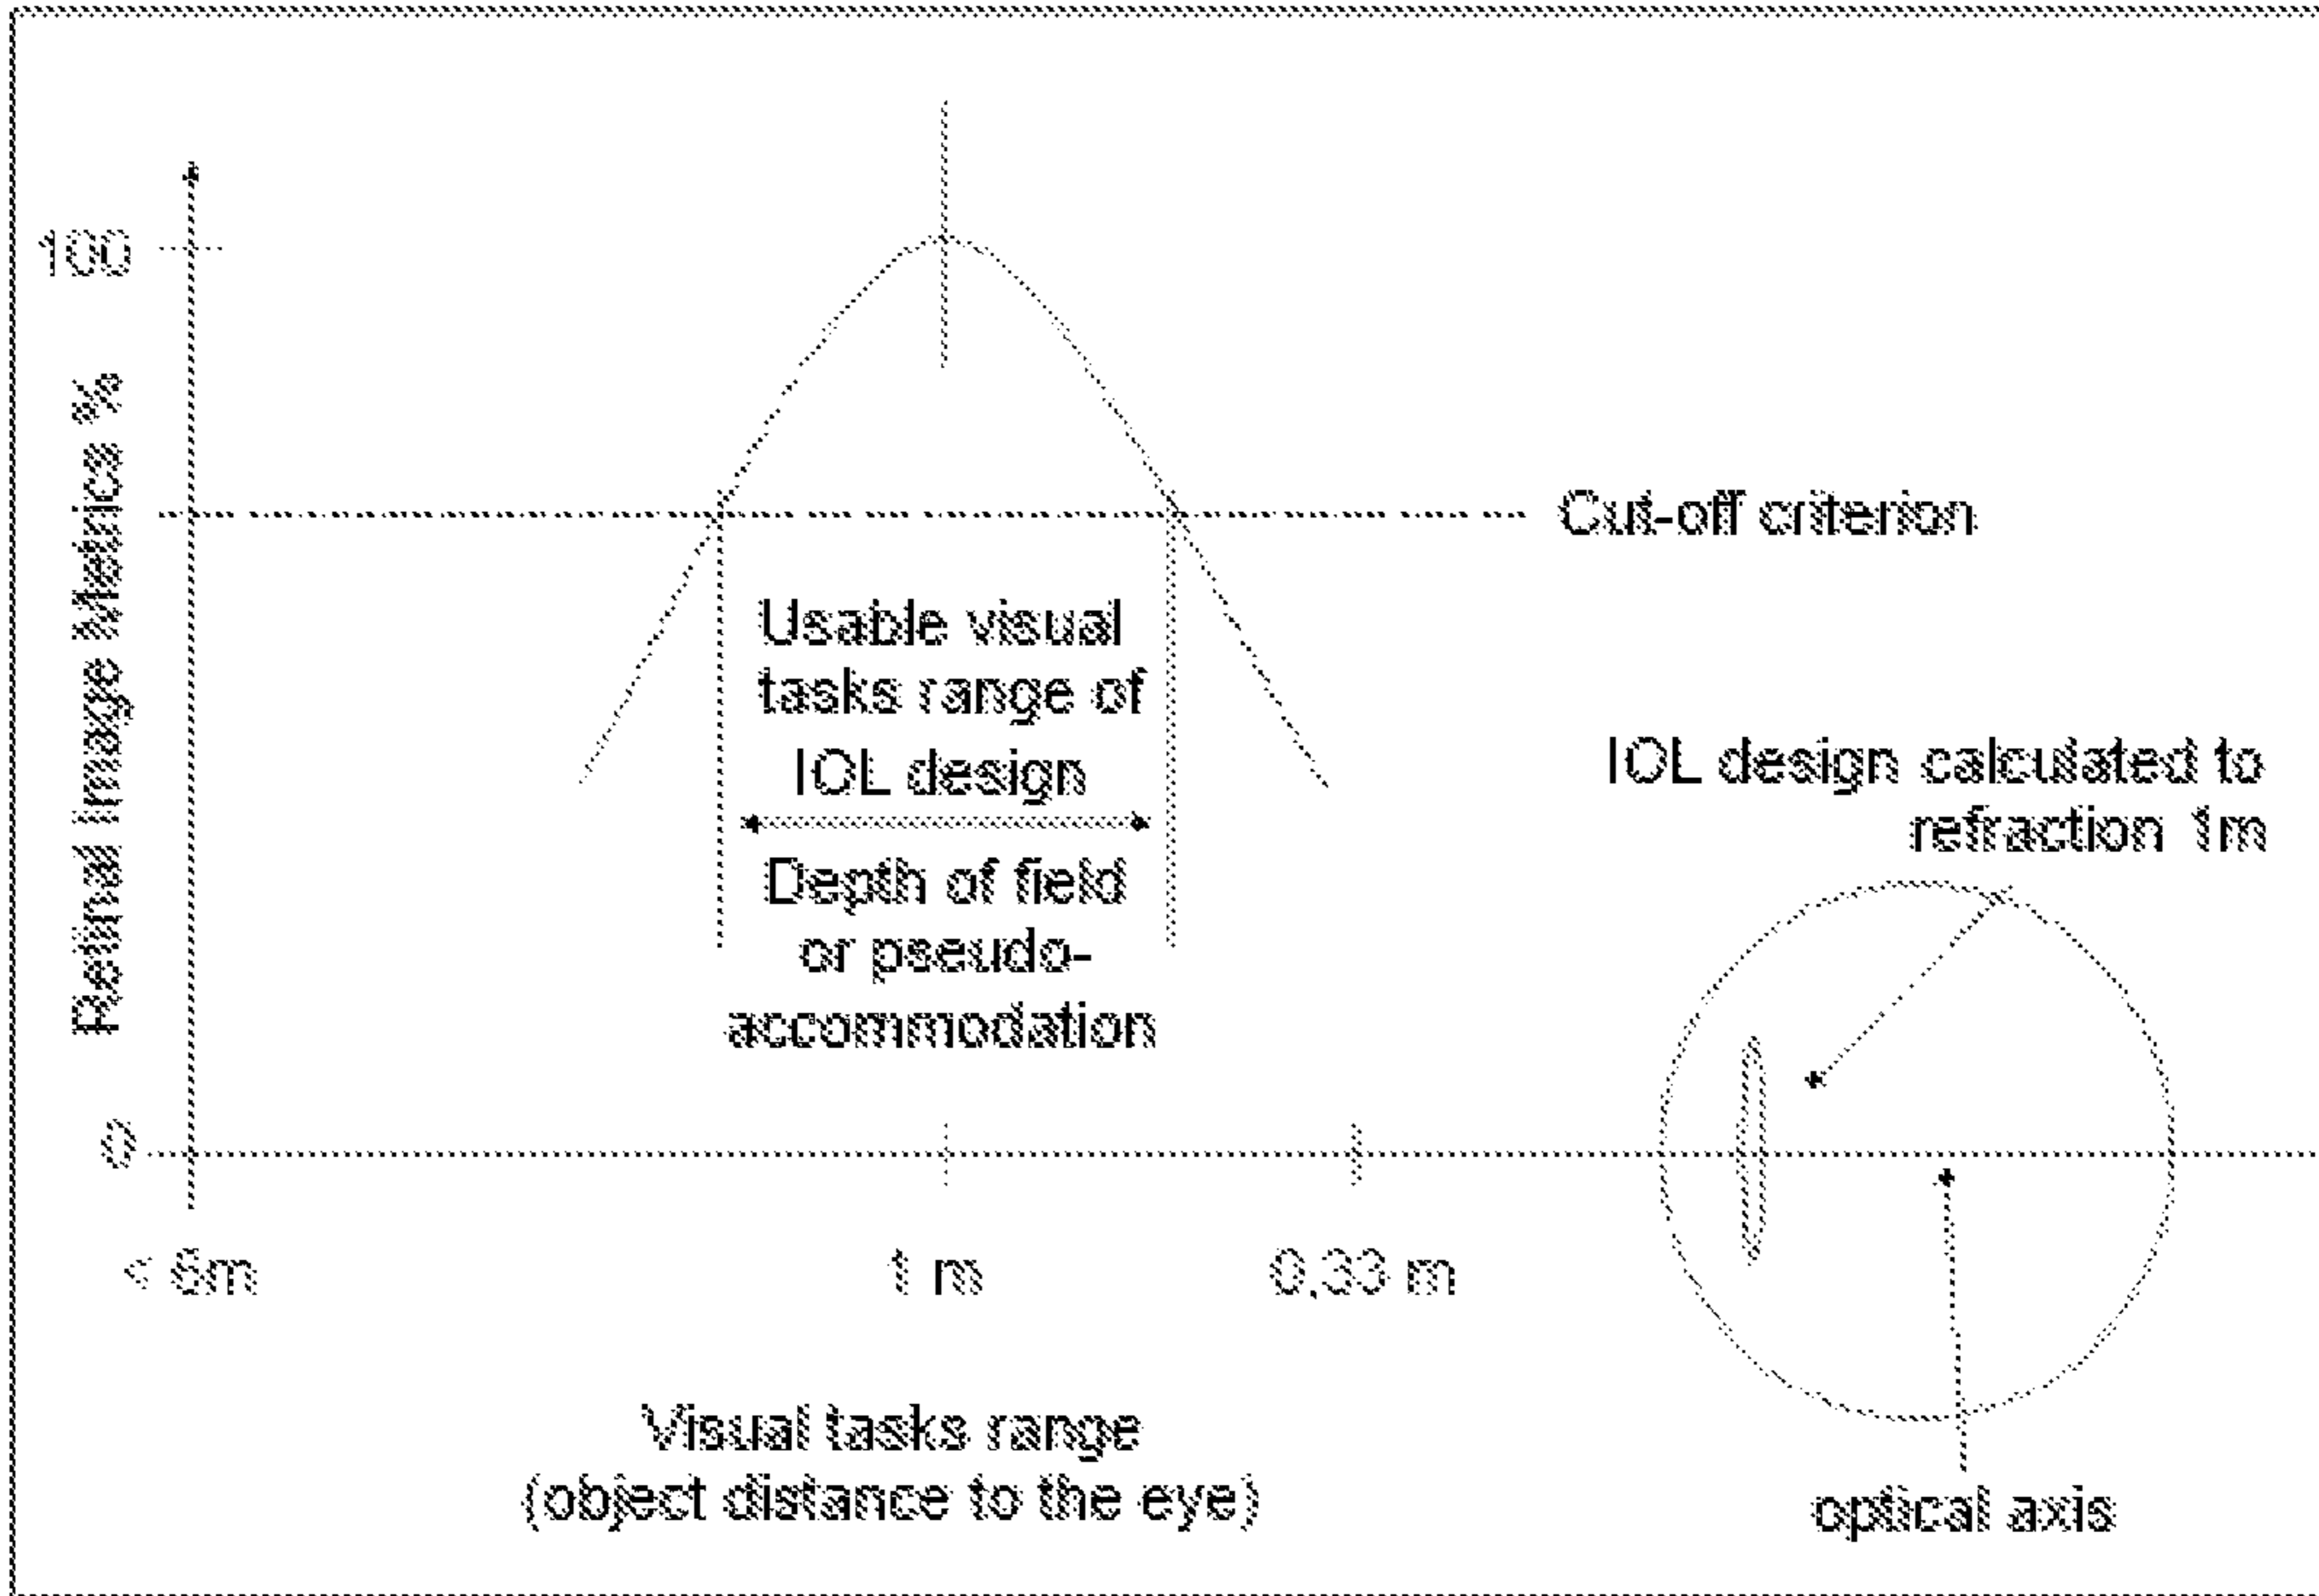 100
Retinal Image Metrics %
Cut-off criterion
Usable visual
tasks range of
IOL design
Depth of field
or pseudo-
accommodation
IOL design calculated to
refraction 1m
0
< 6m
1 m
0.33 m
Visual tasks range
(object distance to the eye)
optical axis